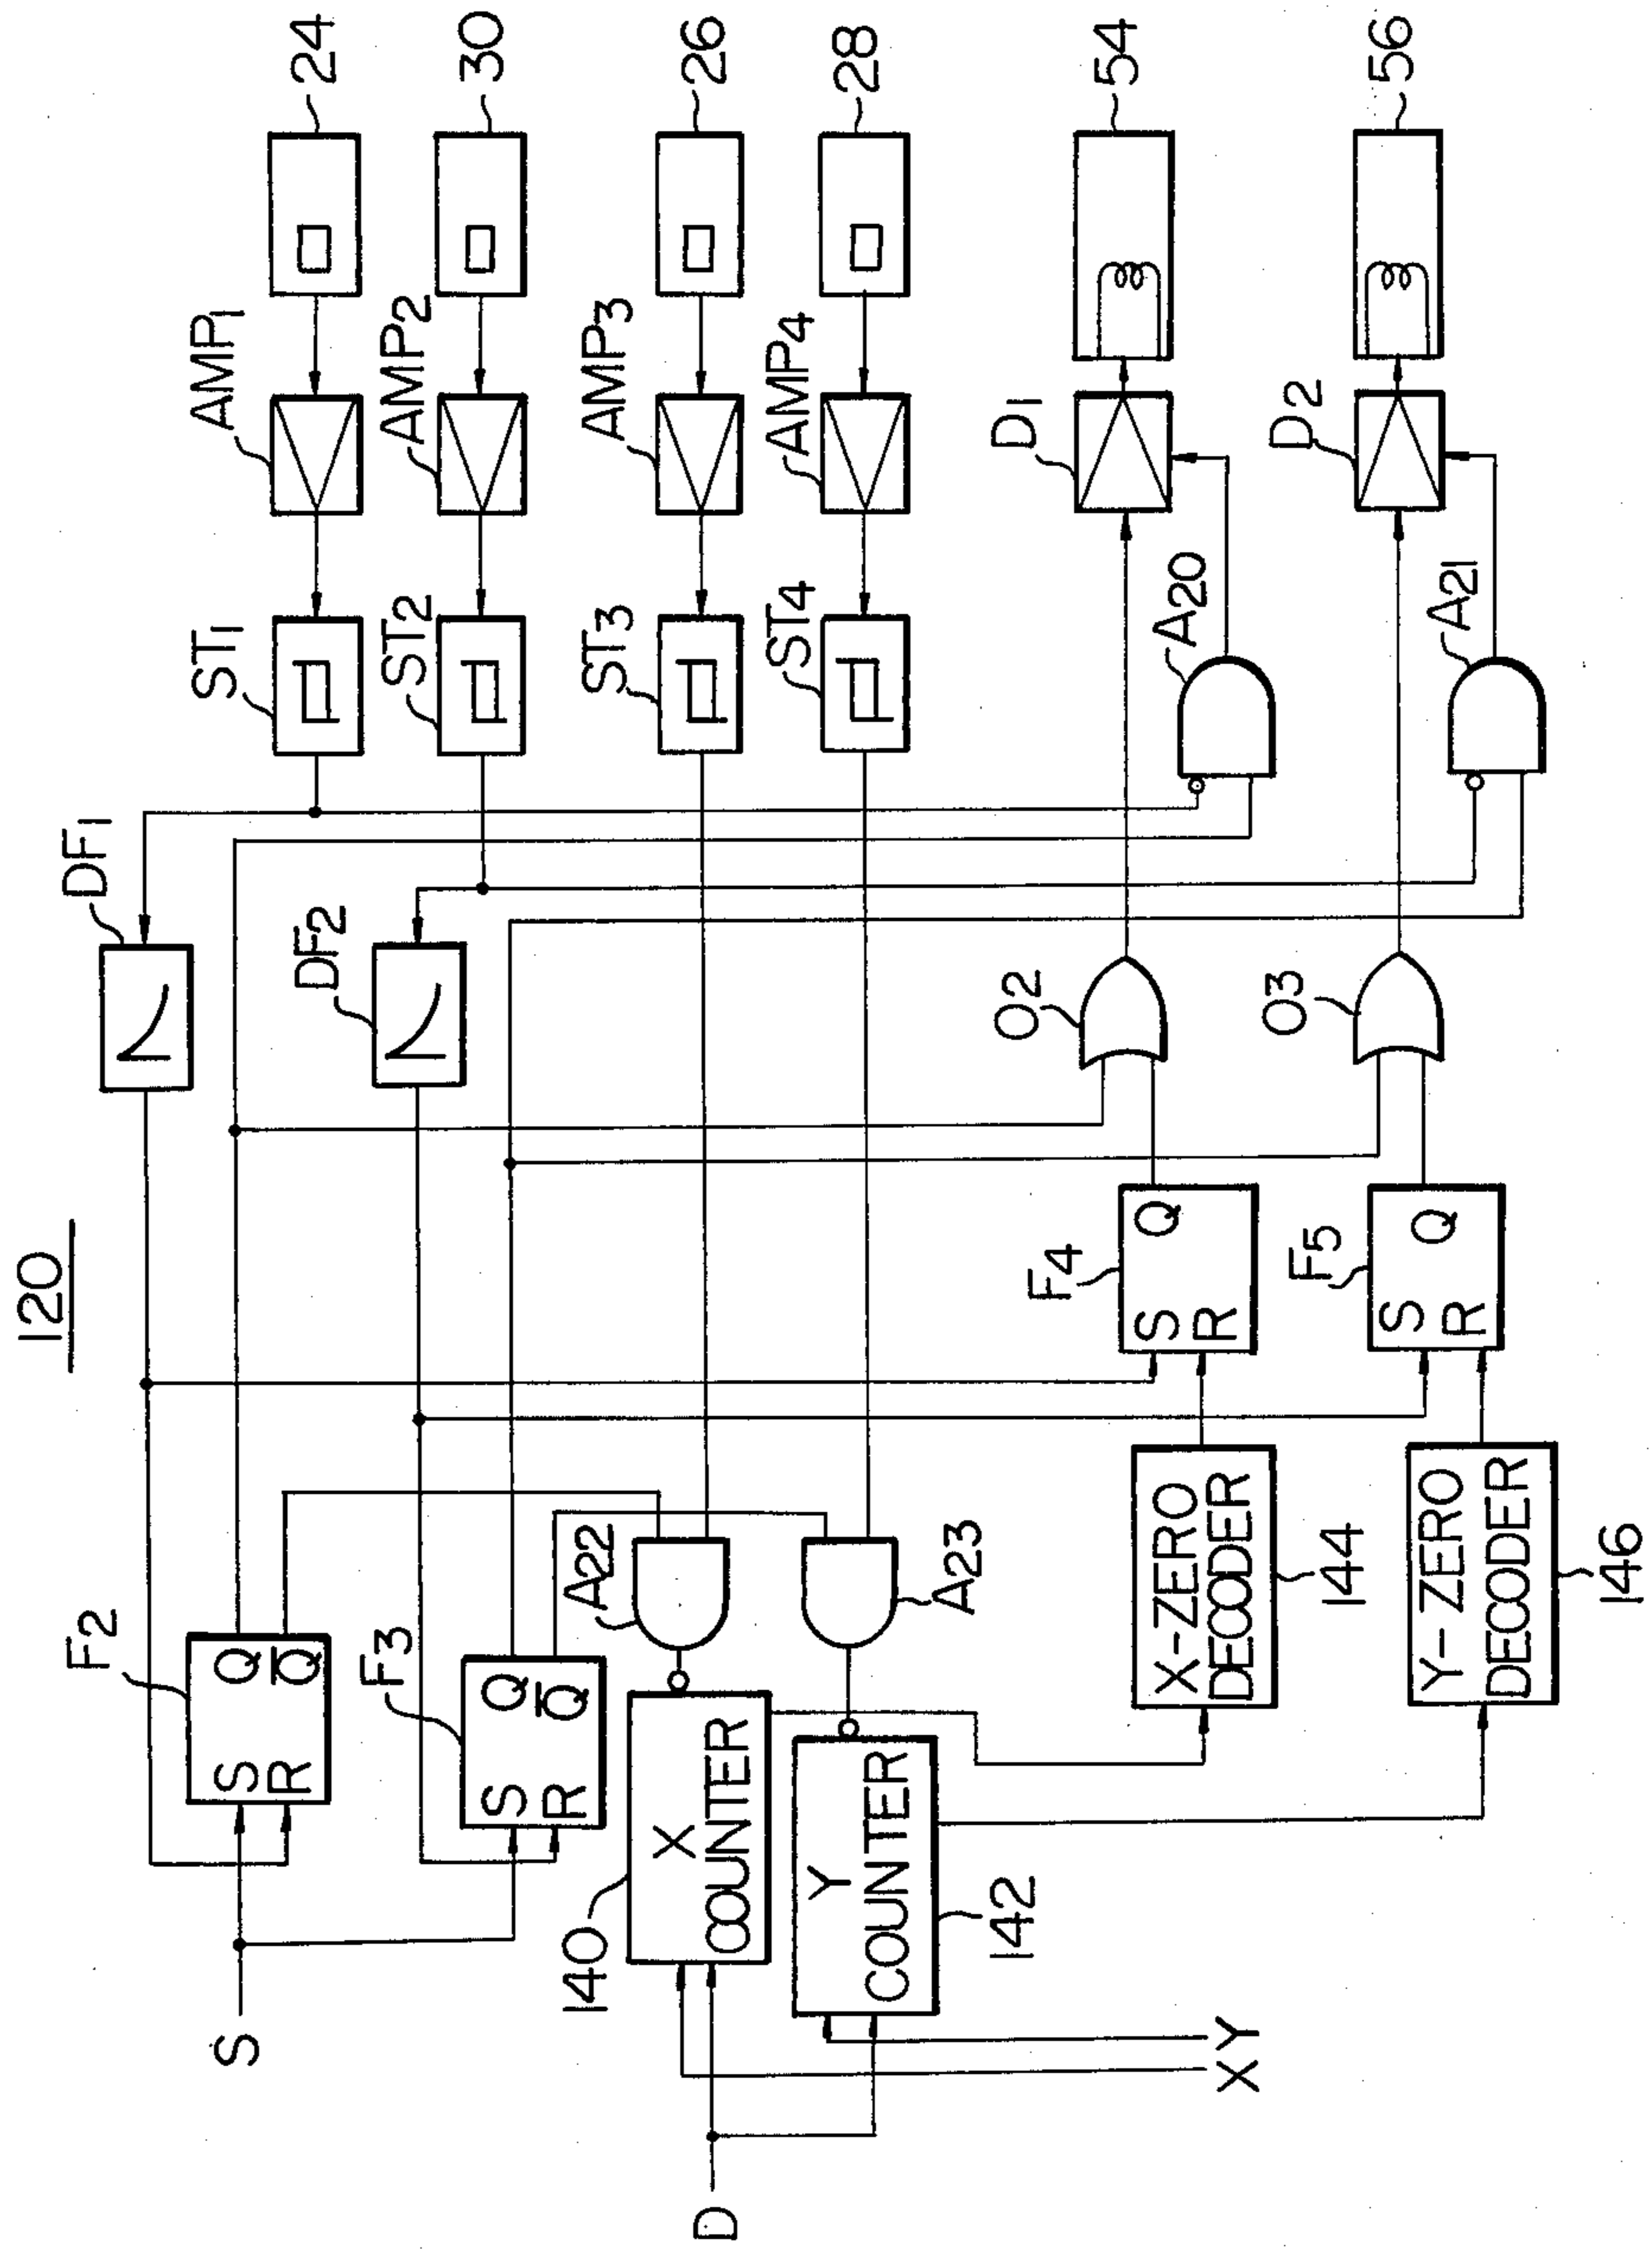 120
24
30
26
28
54
56
AMP1
AMP2
AMP3
AMP4
D1
D2
ST1
ST2
ST3
ST4
A20
A21
DF1
DF2
O2
O3
F4
S Q
R
F5
S Q
R
F2
S Q
R Q̅
F3
S Q
R Q̅
A22
A23
X
COUNTER
140
Y
COUNTER
142
X-ZERO
DECODER
144
Y-ZERO
DECODER
146
S
D
X Y